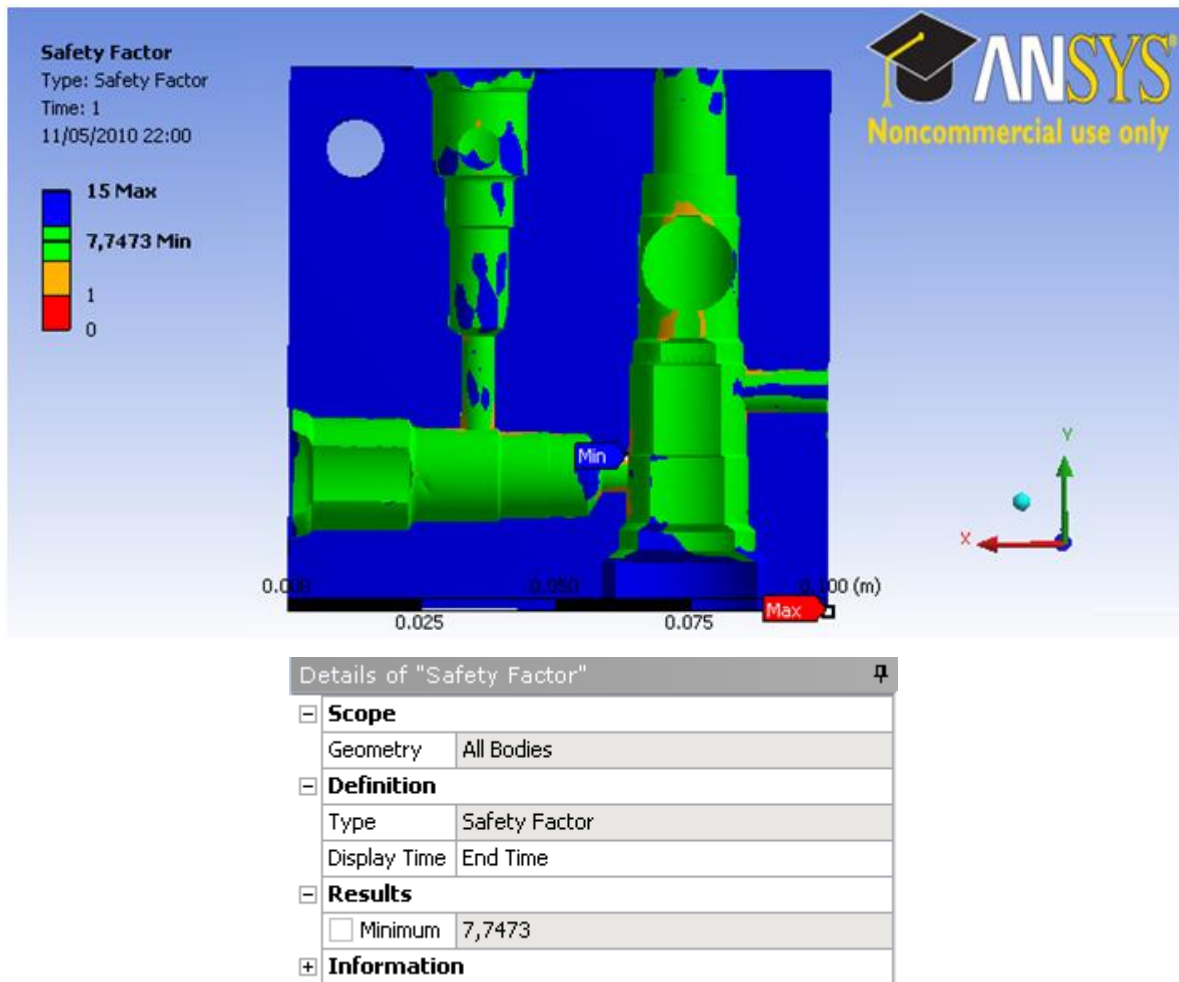 Safety Factor
Type: Safety Factor
Time: 1
11/05/2010 22:00
15 Max
7,7473 Min
1
0
ANSYS
Noncommercial use only
Min
Y
X
0.000 0.050 0.100 (m)
Max
0.025 0.075
Details of "Safety Factor"
Scope
Geometry All Bodies
Definition
Type Safety Factor
Display Time End Time
Results
Minimum 7,7473
Information